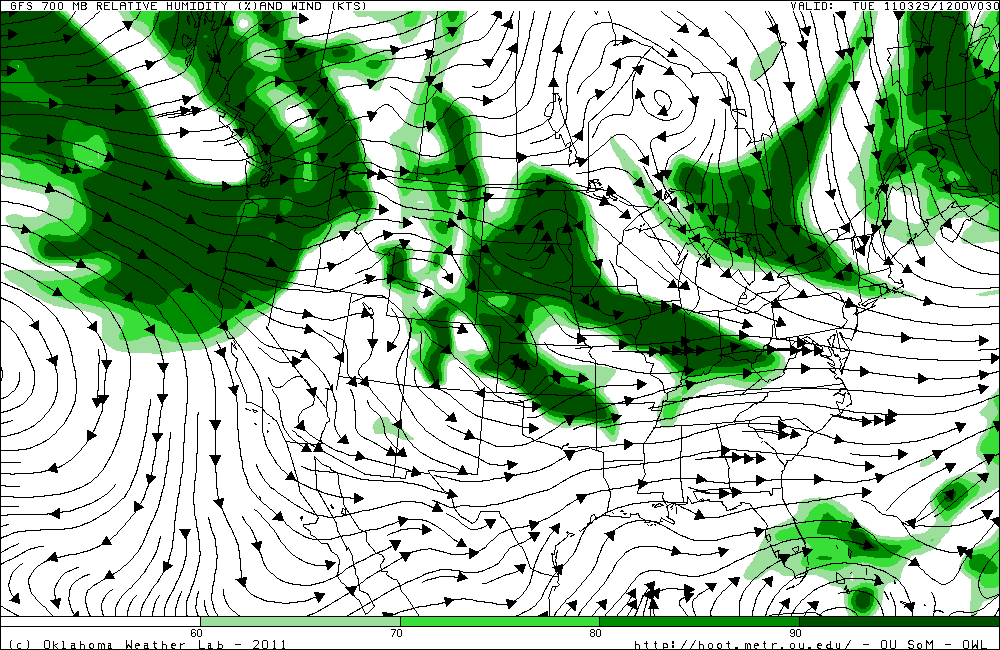 GFS 700 MB RELATIVE HUMIDITY (%)AND WIND (KTS) VALID: TUE 110329/1200V030
60 70 80 90
(c) Oklahoma Weather Lab - 2011 http://hoot.metr.ou.edu/ - OU SoM - OWL